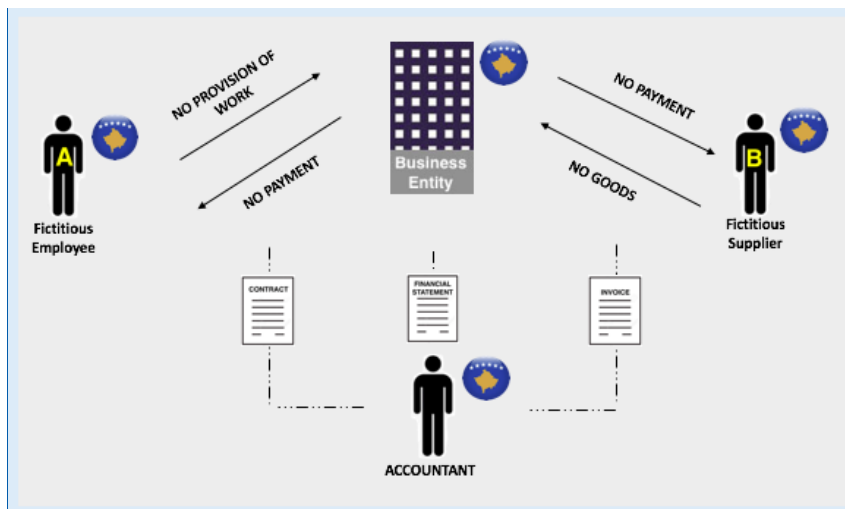 NO PROVISION OF
WORK
NO PAYMENT
A
Fictitious
Employee
Business
Entity
NO PAYMENT
NO GOODS
B
Fictitious
Supplier
CONTRACT
FINANCIAL
STATEMENT
INVOICE
ACCOUNTANT